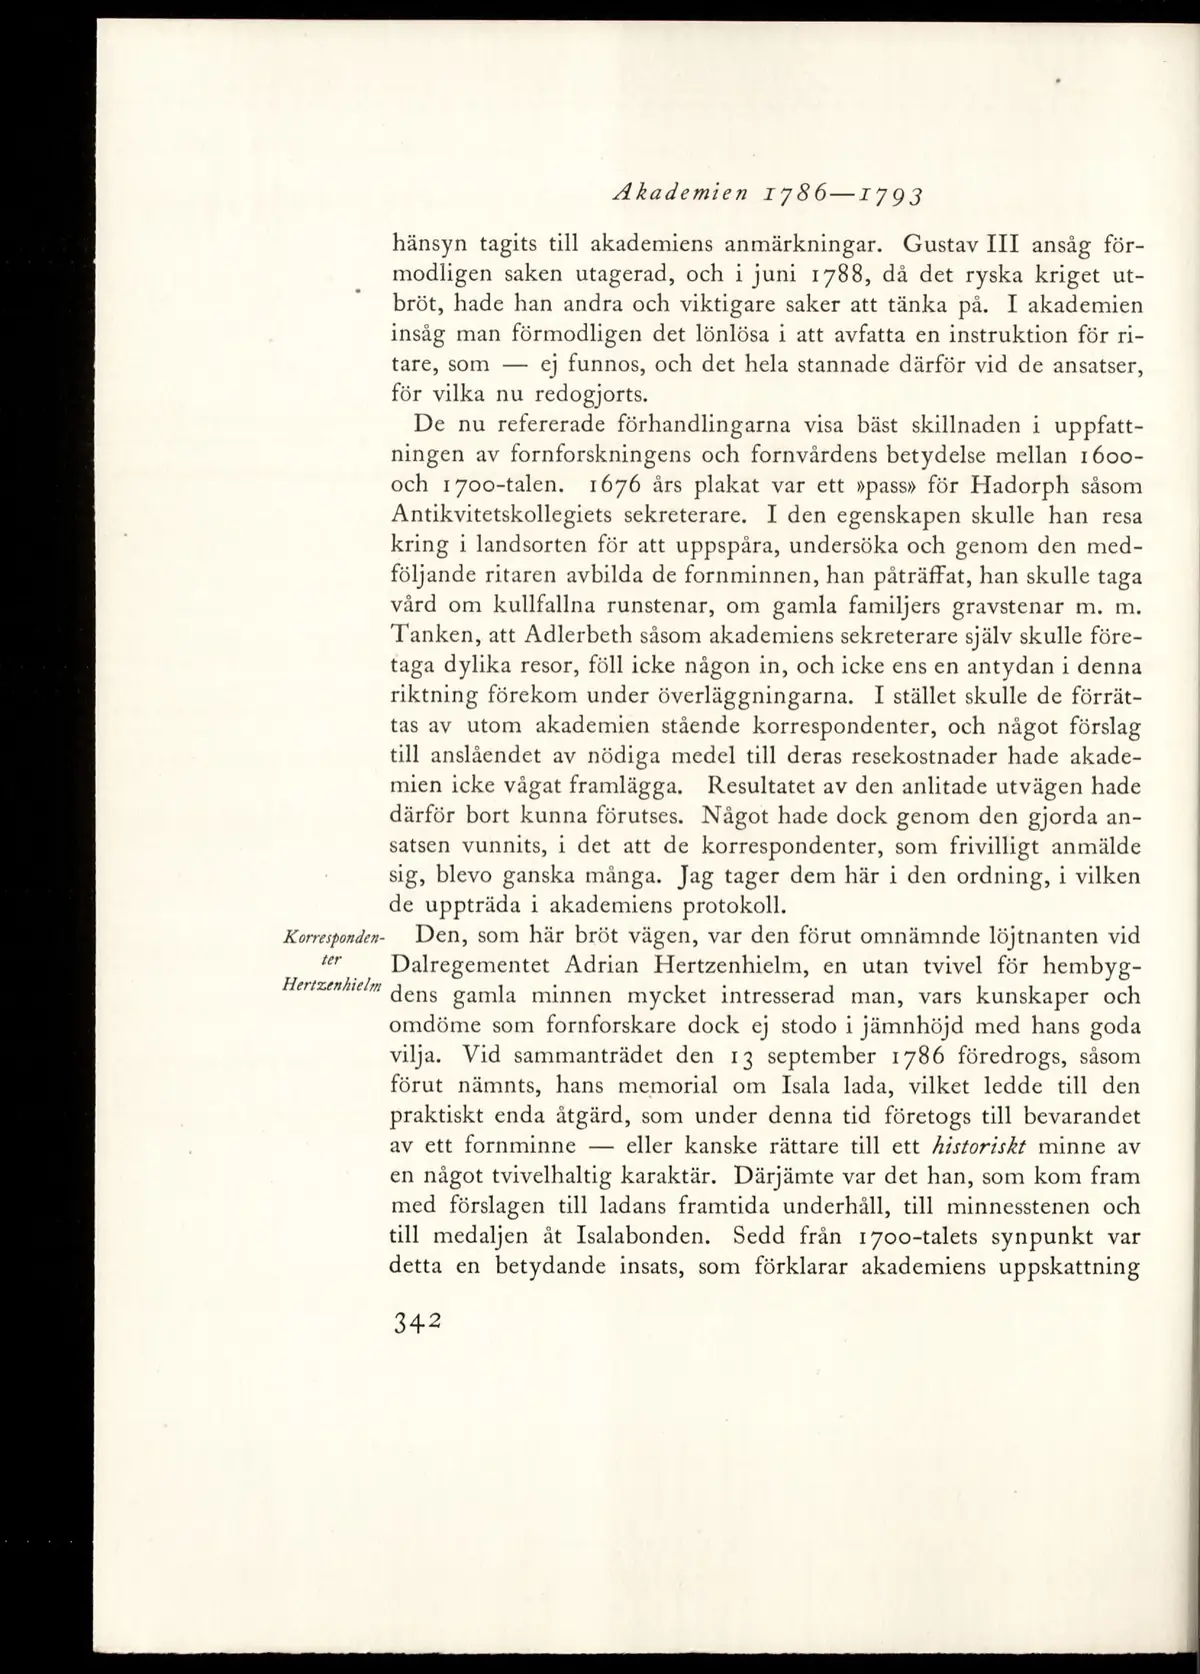 Akademien 1786—1793
hänsyn tagits till akademiens anmärkningar. Gustav III ansåg för-
modligen saken utagerad, och i juni 1788, då det ryska kriget ut-
bröt, hade han andra och viktigare saker att tänka på. I akademien
insåg man förmodligen det lönlösa i att avfatta en instruktion för ri-
tare, som — ej funnos, och det hela stannade därför vid de ansatser,
för vilka nu redogjorts.
De nu refererade förhandlingarna visa bäst skillnaden i uppfatt-
ningen av fornforskningens och fornvårdens betydelse mellan 1600-
och 1700-talen. 1676 års plakat var ett »pass» för Hadorph såsom
Antikvitetskollegiets sekreterare. I den egenskapen skulle han resa
kring i landsorten för att uppspåra, undersöka och genom den med-
följande ritaren avbilda de fornminnen, han påträffat, han skulle taga
vård om kullfallna runstenar, om gamla familjers gravstenar m. m.
Tanken, att Adlerbeth såsom akademiens sekreterare själv skulle före-
taga dylika resor, föll icke någon in, och icke ens en antydan i denna
riktning förekom under överläggningarna. I stället skulle de förrät-
tas av utom akademien stående korrespondenter, och något förslag
till anslåendet av nödiga medel till deras resekostnader hade akade-
mien icke vågat framlägga. Resultatet av den anlitade utvägen hade
därför bort kunna förutses. Något hade dock genom den gjorda an-
satsen vunnits, i det att de korrespondenter, som frivilligt anmälde
sig, blevo ganska många. Jag tager dem här i den ordning, i vilken
de uppträda i akademiens protokoll.
Korresponden-
ter
Hertzenhielm
Den, som här bröt vägen, var den förut omnämnde löjtnanten vid
Dalregementet Adrian Hertzenhielm, en utan tvivel för hembyg-
dens gamla minnen mycket intresserad man, vars kunskaper och
omdöme som fornforskare dock ej stodo i jämnhöjd med hans goda
vilja. Vid sammanträdet den 13 september 1786 föredrogs, såsom
förut nämnts, hans memorial om Isala lada, vilket ledde till den
praktiskt enda åtgärd, som under denna tid företogs till bevarandet
av ett fornminne — eller kanske rättare till ett historiskt minne av
en något tvivelhaltig karaktär. Därjämte var det han, som kom fram
med förslagen till ladans framtida underhåll, till minnesstenen och
till medaljen åt Isalabonden. Sedd från 1700-talets synpunkt var
detta en betydande insats, som förklarar akademiens uppskattning
342